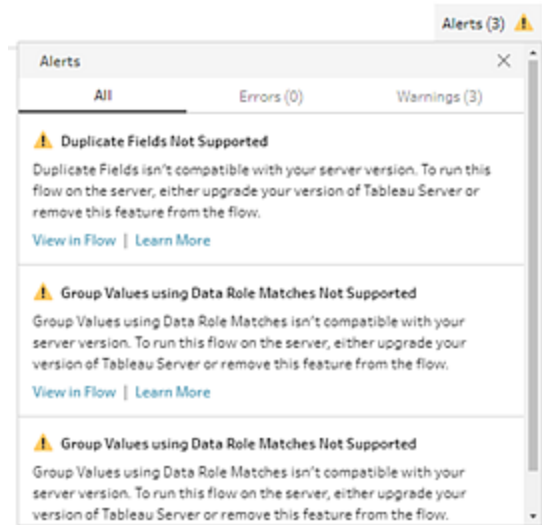 Alerts (3)
Alerts
All Errors (0) Warnings (3)
Duplicate Fields Not Supported
Duplicate Fields isn't compatible with your server version. To run this
flow on the server, either upgrade your version of Tableau Server or
remove this feature from the flow.
View in Flow | Learn More
Group Values using Data Role Matches Not Supported
Group Values using Data Role Matches isn't compatible with your
server version. To run this flow on the server, either upgrade your
version of Tableau Server or remove this feature from the flow.
View in Flow | Learn More
Group Values using Data Role Matches Not Supported
Group Values using Data Role Matches isn't compatible with your
server version. To run this flow on the server, either upgrade your
version of Tableau Server or remove this feature from the flow.